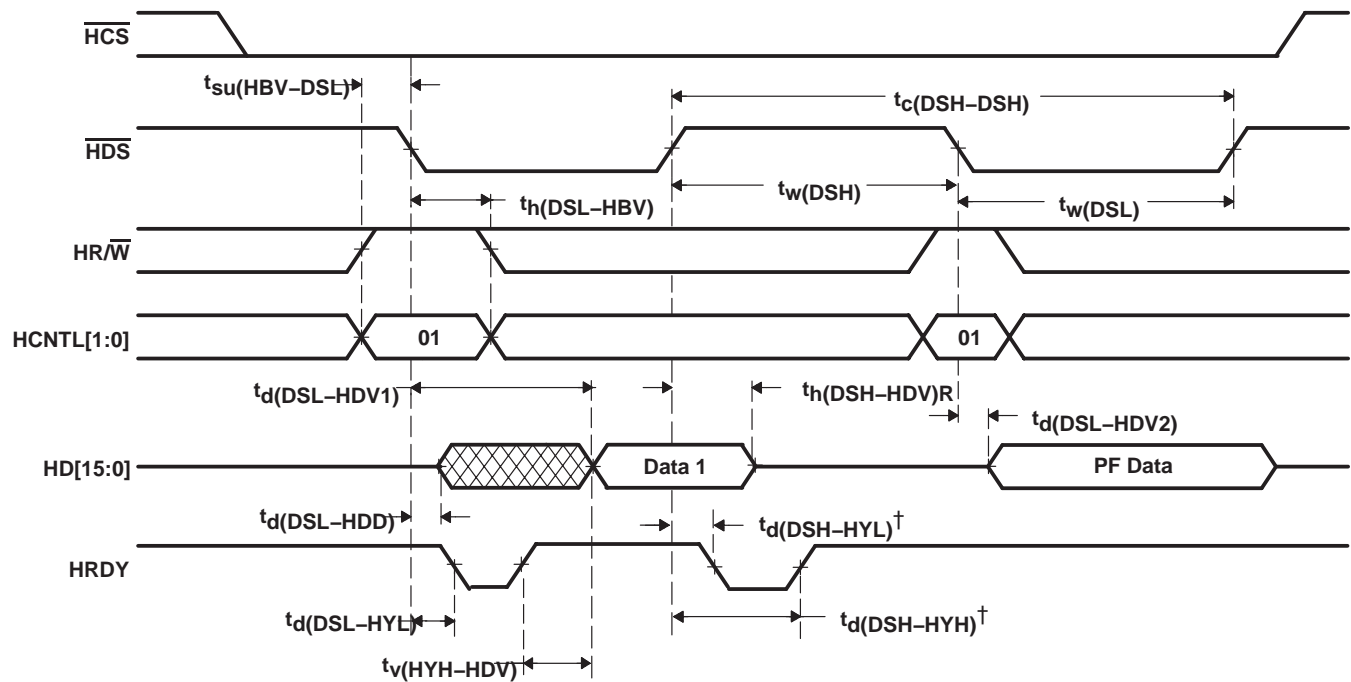 HCS
tsu(HBV–DSL)
tc(DSH–DSH)
HDS
tw(DSH)
th(DSL–HBV)
tw(DSL)
HR/W
HCNTL[1:0]
01
01
td(DSL–HDV1)
th(DSH–HDV)R
td(DSL–HDV2)
HD[15:0]
Data 1
PF Data
td(DSL–HDD)
td(DSH–HYL)†
HRDY
td(DSL–HYL)
td(DSH–HYH)†
tv(HYH–HDV)